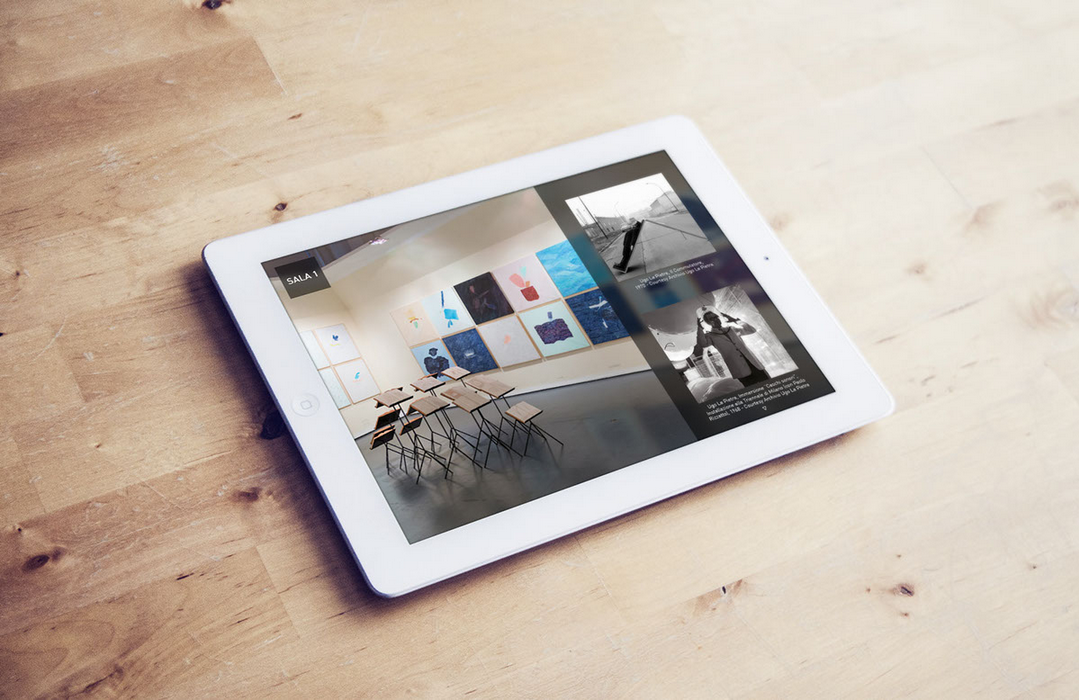 SALA 1
Ugo La Pietra, Il Commutatore,
1970 - Courtesy Archivio Ugo La Pietra
Ugo La Pietra, Immersione "Caschi sonori",
Installazione alla Triennale di Milano (con Paolo
Rizzatto), 1968 - Courtesy Archivio Ugo La Pietra